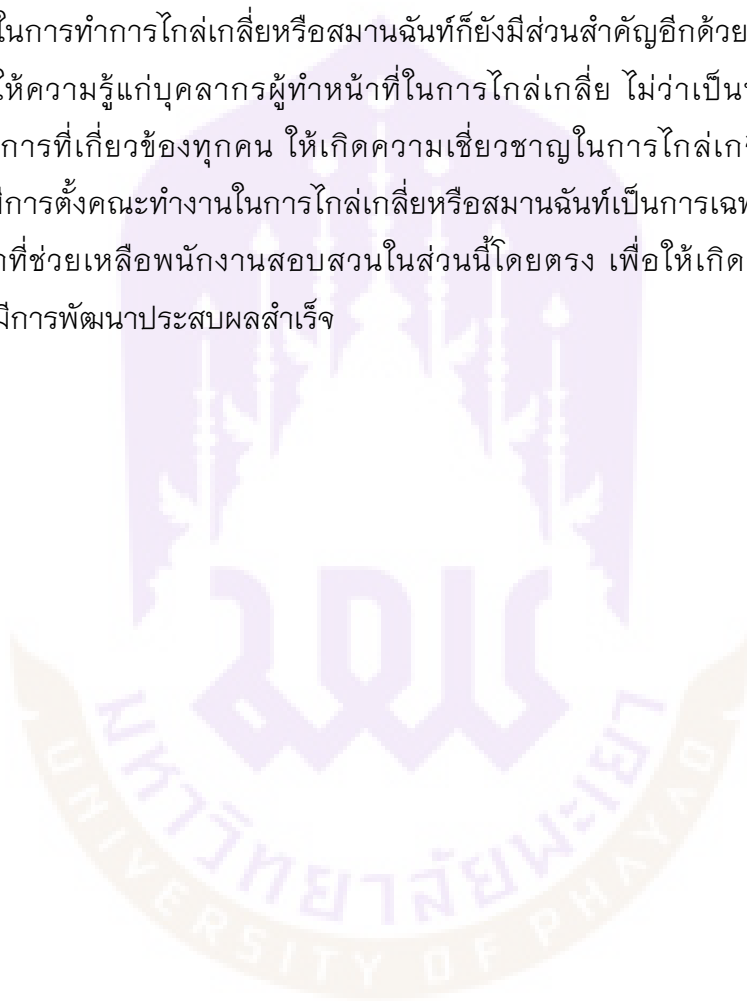 ในการทำการไกล่เกลี่ยหรือสมานฉันท์ก็ยังมีส่วนสำคัญอีกด้วย
ให้ความรู้แก่บุคลากรผู้ทำหน้าที่ในการไกล่เกลี่ย ไม่ว่าเป็น
การที่เกี่ยวข้องทุกคน ให้เกิดความเชี่ยวชาญในการไกล่
มีการตั้งคณะทำงานในการไกล่เกลี่ยหรือสมานฉันท์เป็นการ
ที่ช่วยเหลือพนักงานสอบสวนในส่วนนี้โดยตรง เพื่อให้เกิด
มีการพัฒนาประสบผลสำเร็จ
มพย
มหาวิทยาลัยพะเยา
UNIVERSITY OF PHAYAO